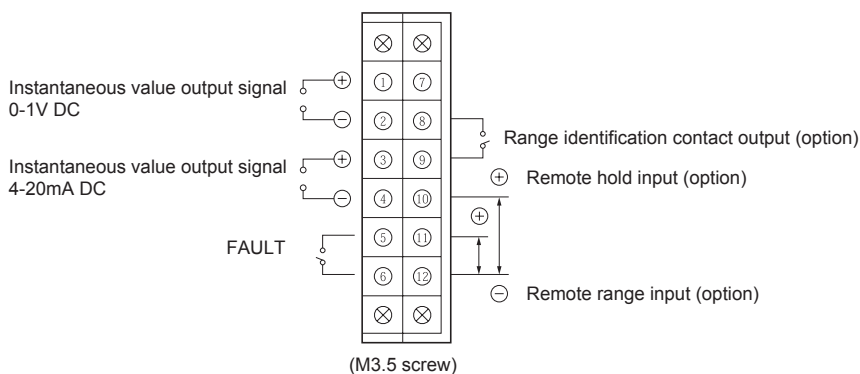 Instantaneous value output signal
0-1V DC
Instantaneous value output signal
4-20mA DC
FAULT
+
−
+
−
① ⑦
② ⑧
③ ⑨
④ ⑩
⑤ ⑪
⑥ ⑫
Range identification contact output (option)
+ Remote hold input (option)
+
− Remote range input (option)
(M3.5 screw)